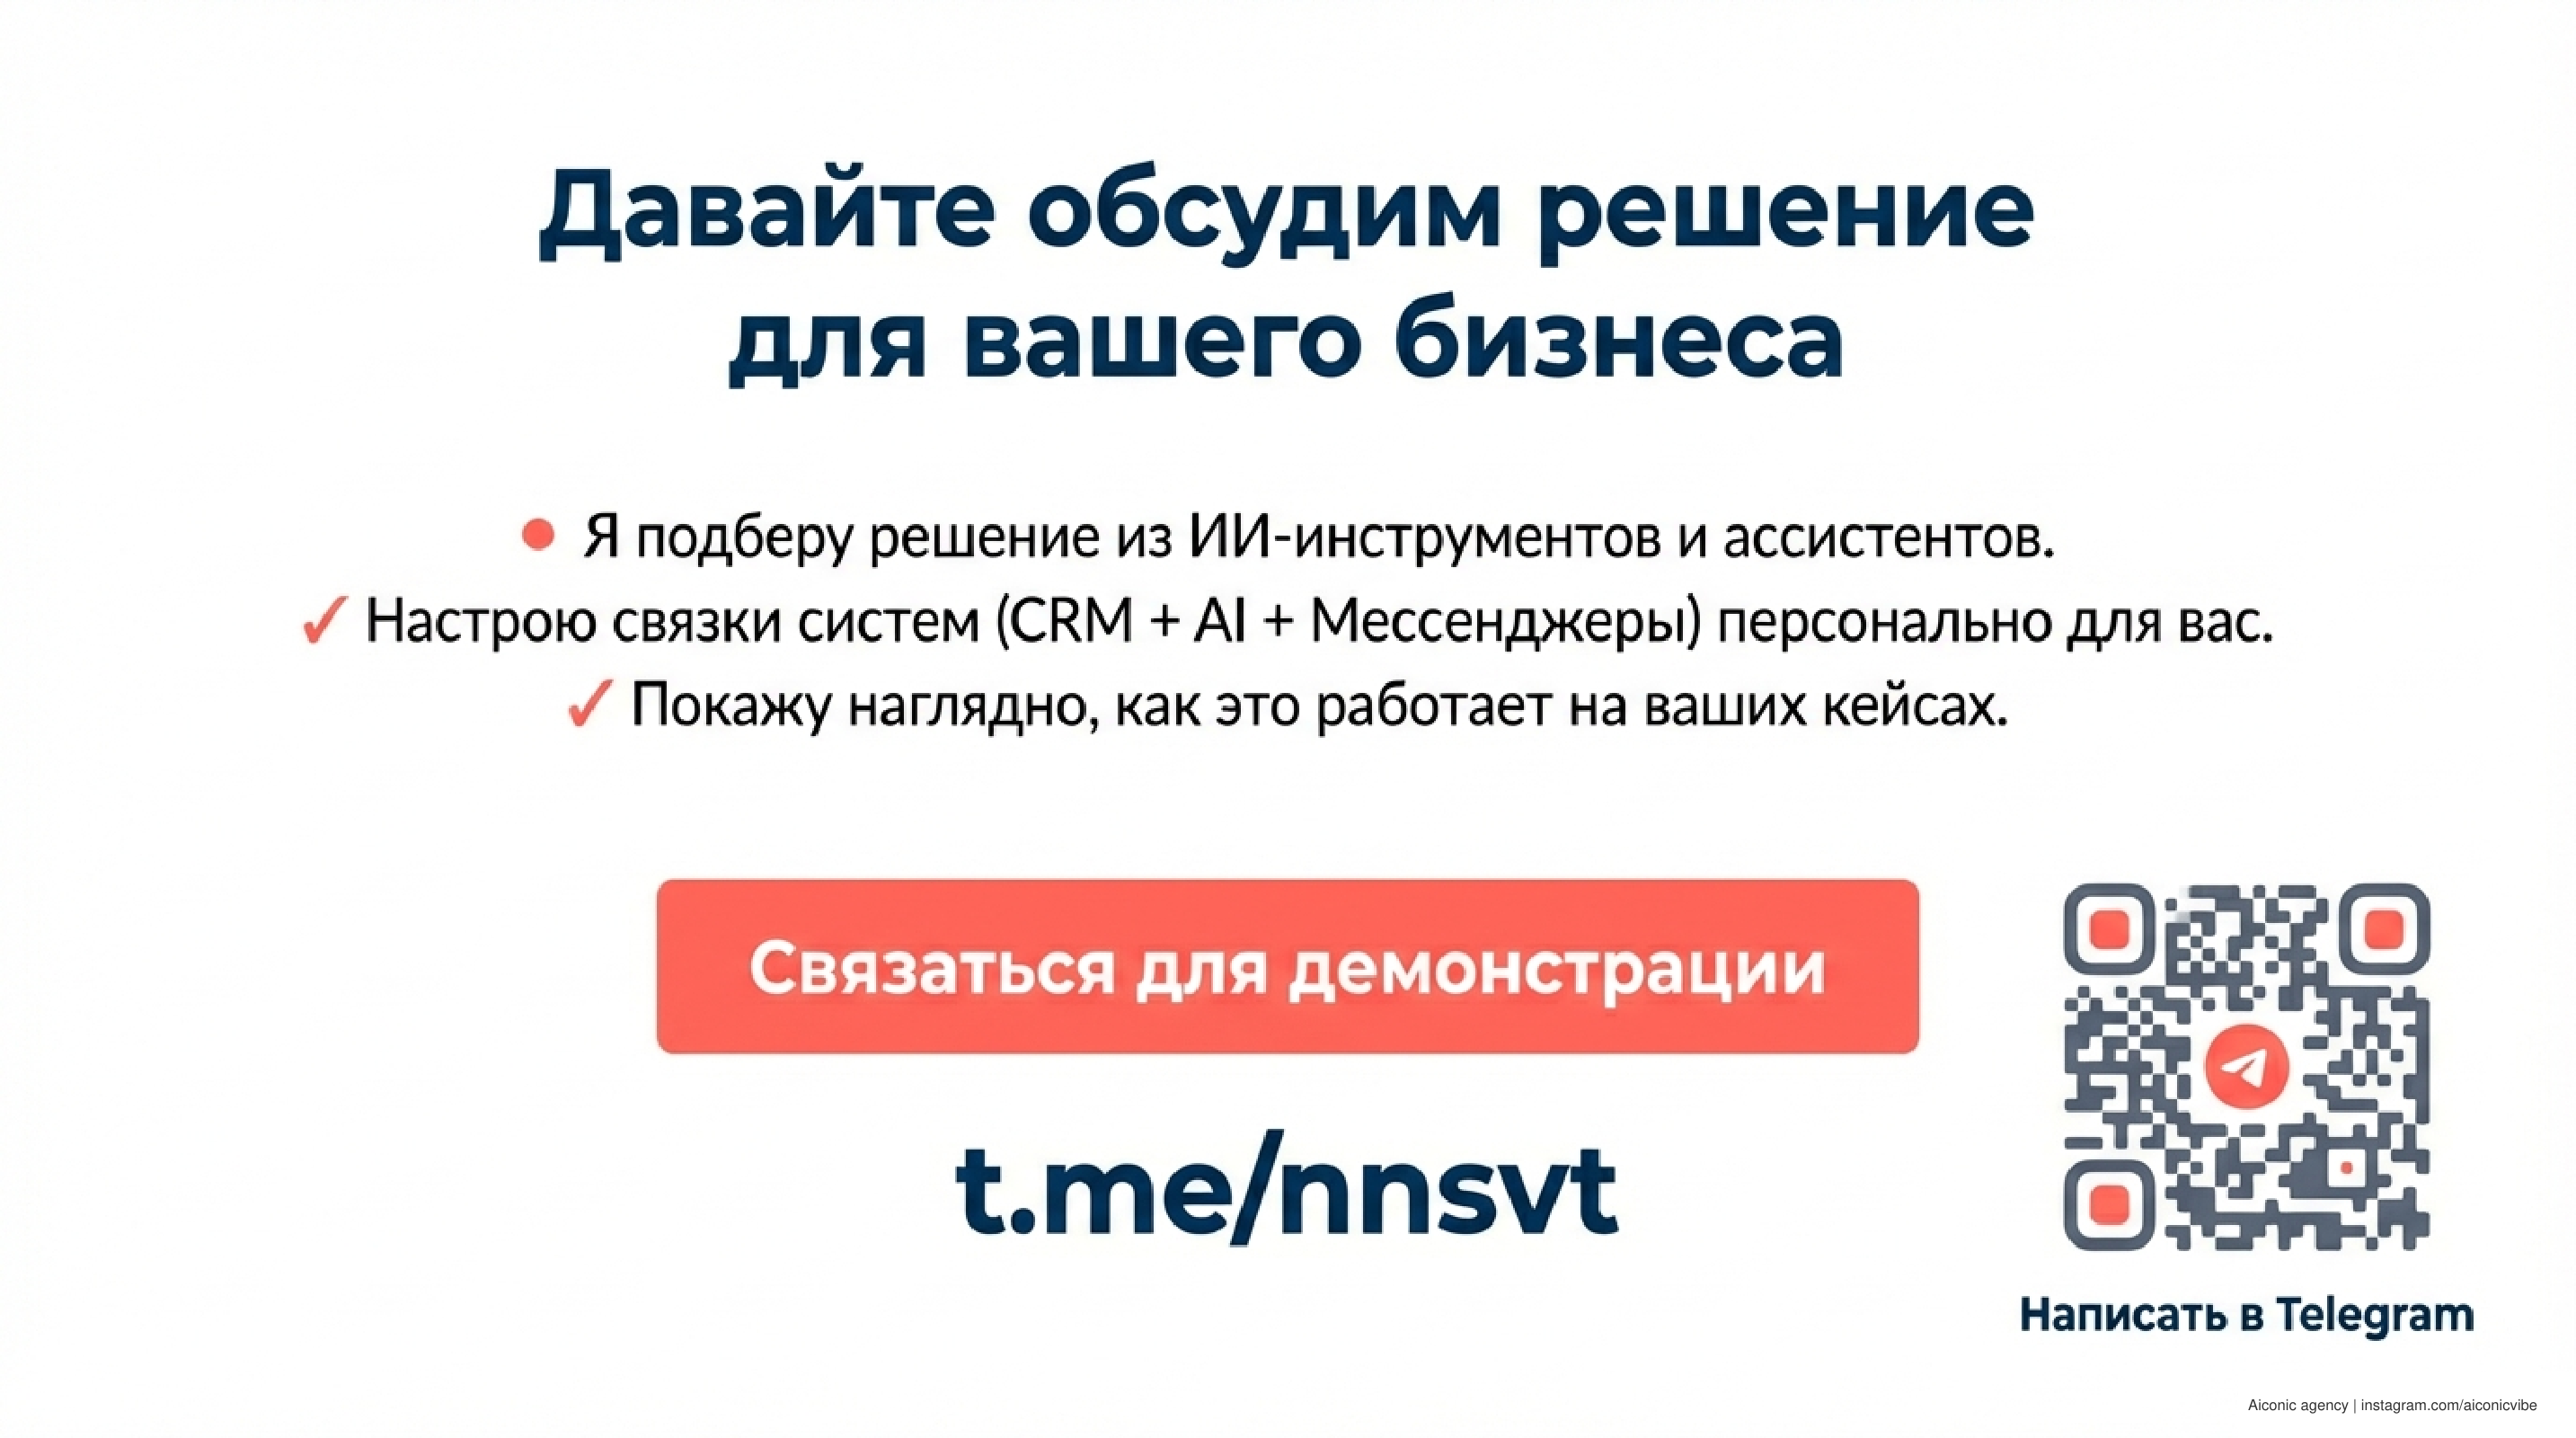 Давайте обсудим решение
для вашего бизнеса
• Я подберу решение из ИИ-инструментов и ассистентов.
✓ Настрою связки систем (CRM + AI + Мессенджеры) персонально для вас.
✓ Покажу наглядно, как это работает на ваших кейсах.
Связаться для демонстрации
t.me/nnsvt
Написать в Telegram
Aiconic agency | instagram.com/aiconicvibe